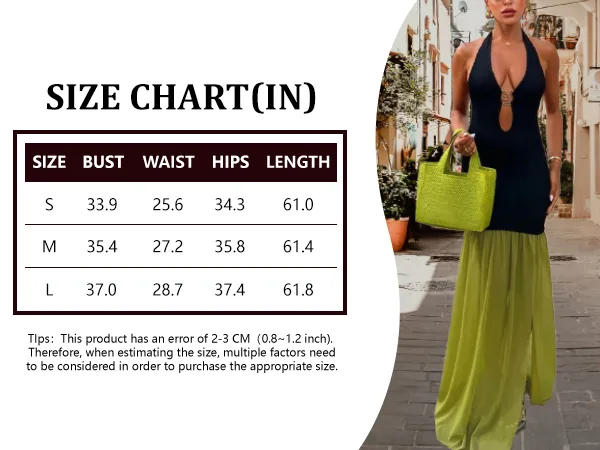 SIZE CHART(IN)
SIZE BUST WAIST HIPS LENGTH
S 33.9 25.6 34.3 61.0
M 35.4 27.2 35.8 61.4
L 37.0 28.7 37.4 61.8
TIps：This product has an error of 2-3 CM（0.8~1.2 inch).
Therefore, when estimating the size, multiple factors need
to be considered in order to purchase the appropriate size.